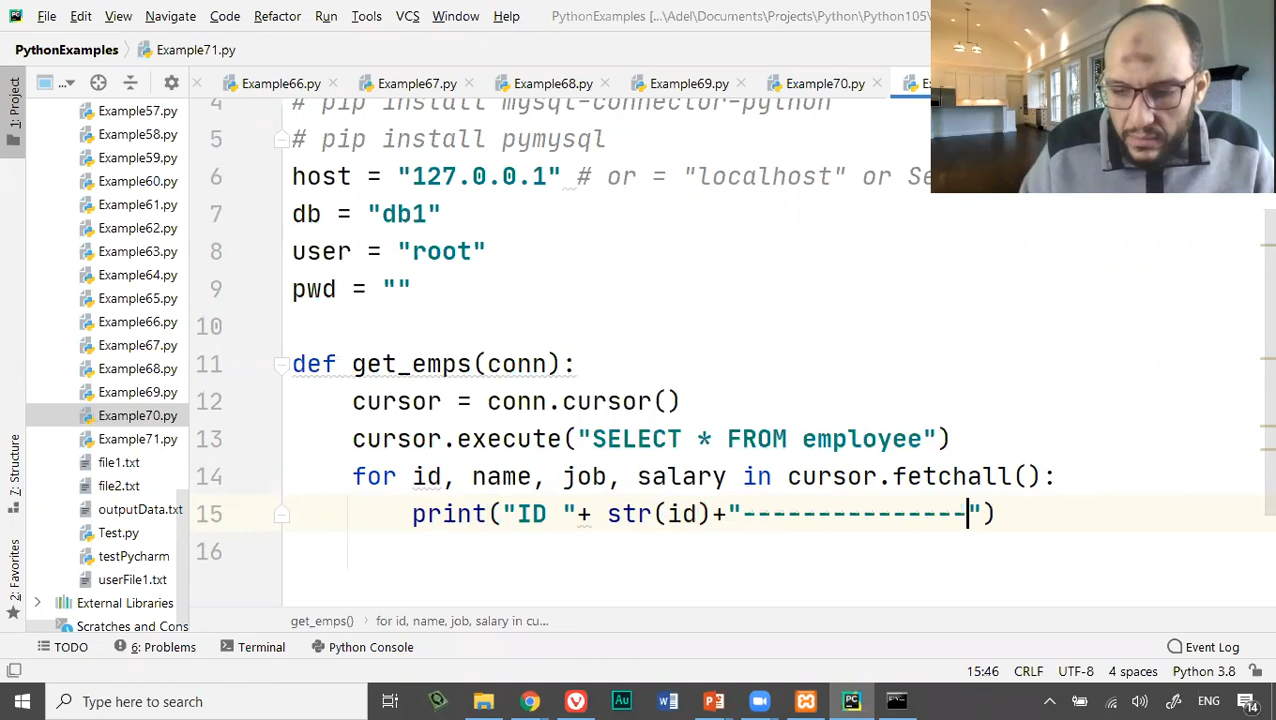 File Edit View Navigate Code Refactor Run Tools VCS Window Help PythonExamples [...\Adel\Documents\Projects\Python\Python105\
PythonExamples Example71.py
1: Project
Example66.py Example67.py Example68.py Example69.py Example70.py
Example57.py
Example58.py
Example59.py
Example60.py
Example61.py
Example62.py
Example63.py
Example64.py
Example65.py
Example66.py
Example67.py
Example68.py
Example69.py
Example70.py
Example71.py
file1.txt
file2.txt
outputData.txt
Test.py
testPycharm
userFile1.txt
External Libraries
Scratches and Cons
Z: Structure
2: Favorites
4 # pip install mysql-connector-python
5 # pip install pymysql
6 host = "127.0.0.1" # or = "localhost" or Se
7 db = "db1"
8 user = "root"
9 pwd = ""
10
11 def get_emps(conn):
12 cursor = conn.cursor()
13 cursor.execute("SELECT * FROM employee")
14 for id, name, job, salary in cursor.fetchall():
15 print("ID "+ str(id)+"---------------")
16
get_emps() for id, name, job, salary in cu...
TODO 6: Problems Terminal Python Console Event Log
15:46 CRLF UTF-8 4 spaces Python 3.8
Type here to search ENG 14